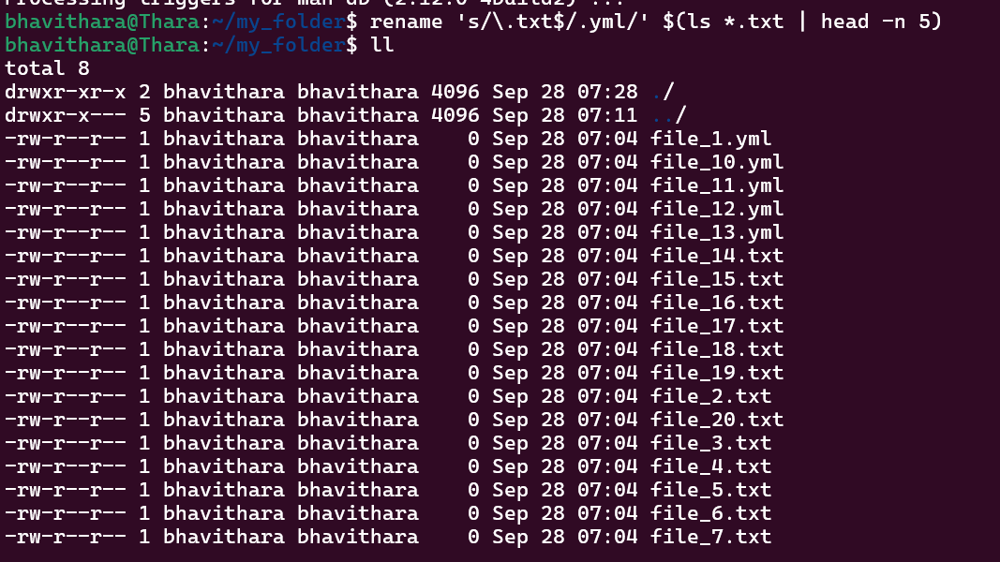 Processing triggers for man-db (2.12.0-4build2) ...
bhavithara@Thara:~/my_folder$ rename 's/\.txt$/.yml/' $(ls *.txt | head -n 5)
bhavithara@Thara:~/my_folder$ ll
total 8
drwxr-xr-x 2 bhavithara bhavithara 4096 Sep 28 07:28 ./
drwxr-x--- 5 bhavithara bhavithara 4096 Sep 28 07:11 ../
-rw-r--r-- 1 bhavithara bhavithara    0 Sep 28 07:04 file_1.yml
-rw-r--r-- 1 bhavithara bhavithara    0 Sep 28 07:04 file_10.yml
-rw-r--r-- 1 bhavithara bhavithara    0 Sep 28 07:04 file_11.yml
-rw-r--r-- 1 bhavithara bhavithara    0 Sep 28 07:04 file_12.yml
-rw-r--r-- 1 bhavithara bhavithara    0 Sep 28 07:04 file_13.yml
-rw-r--r-- 1 bhavithara bhavithara    0 Sep 28 07:04 file_14.txt
-rw-r--r-- 1 bhavithara bhavithara    0 Sep 28 07:04 file_15.txt
-rw-r--r-- 1 bhavithara bhavithara    0 Sep 28 07:04 file_16.txt
-rw-r--r-- 1 bhavithara bhavithara    0 Sep 28 07:04 file_17.txt
-rw-r--r-- 1 bhavithara bhavithara    0 Sep 28 07:04 file_18.txt
-rw-r--r-- 1 bhavithara bhavithara    0 Sep 28 07:04 file_19.txt
-rw-r--r-- 1 bhavithara bhavithara    0 Sep 28 07:04 file_2.txt
-rw-r--r-- 1 bhavithara bhavithara    0 Sep 28 07:04 file_20.txt
-rw-r--r-- 1 bhavithara bhavithara    0 Sep 28 07:04 file_3.txt
-rw-r--r-- 1 bhavithara bhavithara    0 Sep 28 07:04 file_4.txt
-rw-r--r-- 1 bhavithara bhavithara    0 Sep 28 07:04 file_5.txt
-rw-r--r-- 1 bhavithara bhavithara    0 Sep 28 07:04 file_6.txt
-rw-r--r-- 1 bhavithara bhavithara    0 Sep 28 07:04 file_7.txt